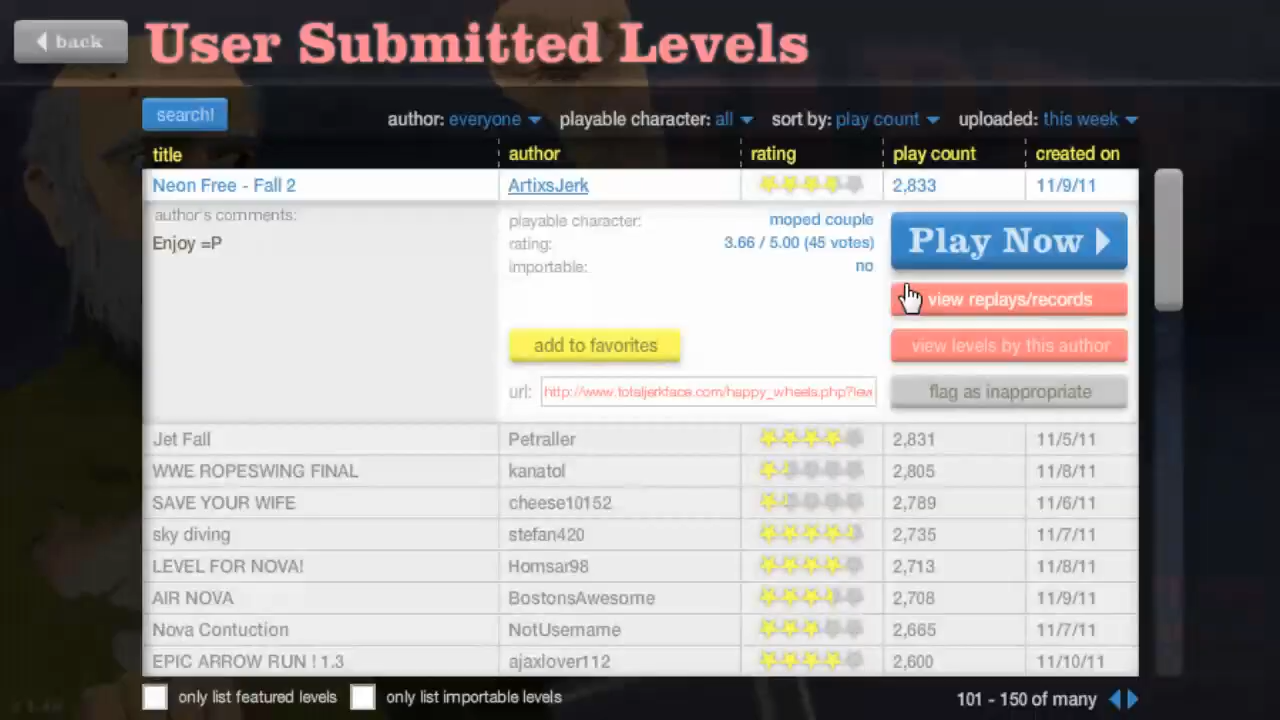 back
User Submitted Levels
search!
author: everyone playable character: all sort by: play count uploaded: this week
title author rating play count created on
Neon Free - Fall 2 ArtixsJerk 2,833 11/9/11
author's comments:
Enjoy =P
playable character: moped couple
rating: 3.66 / 5.00 (45 votes)
importable: no
Play Now
view replays/records
add to favorites
view levels by this author
url: http://www.totaljerkface.com/happy_wheels.php?lev
flag as inappropriate
Jet Fall Petraller 2,831 11/5/11
WWE ROPESWING FINAL kanatol 2,805 11/8/11
SAVE YOUR WIFE cheese10152 2,789 11/6/11
sky diving stefan420 2,735 11/7/11
LEVEL FOR NOVA! Homsar98 2,713 11/8/11
AIR NOVA BostonsAwesome 2,708 11/9/11
Nova Contuction NotUsername 2,665 11/7/11
EPIC ARROW RUN ! 1.3 ajaxlover112 2,600 11/10/11
only list featured levels only list importable levels 101 - 150 of many